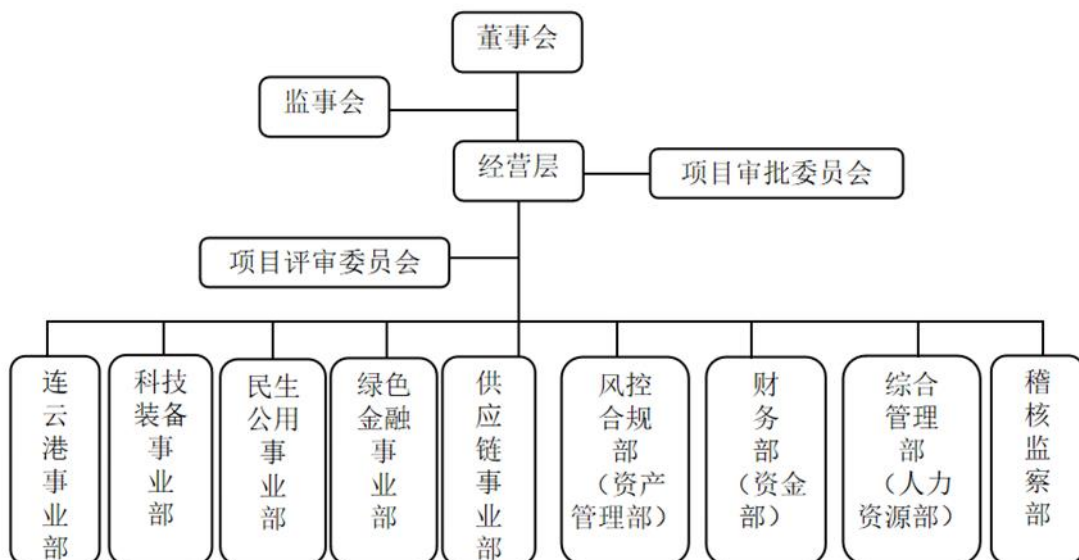 董事会
监事会
经营层
项目审批委员会
项目评审委员会
连
云
港
事
业
部
科技
装备
事
业
部
民生
公用
事
业
部
绿色
金融
事
业
部
供
应
链
事
业
部
风控
合规
部
（资产
管理部）
财
务
部
（资金
部）
综合
管理
部
（人力
资源部）
稽
核
监
察
部